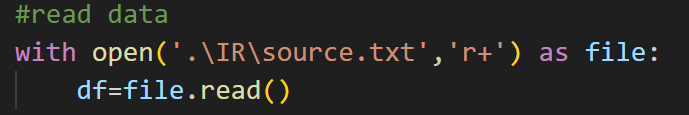 #read data
with open('.\IR\source.txt','r+') as file:
    df=file.read()